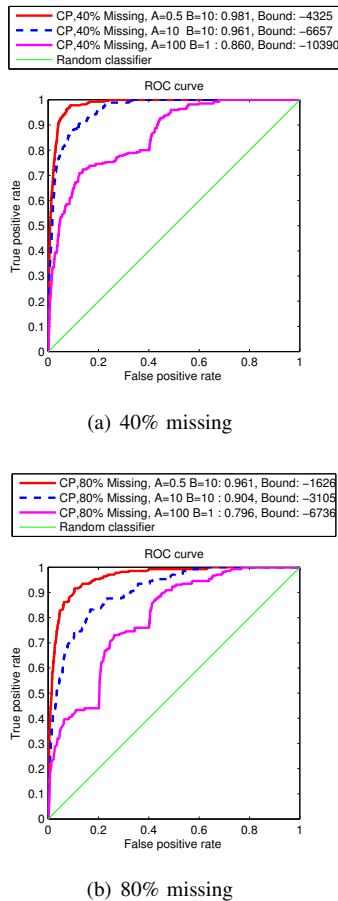 CP,40% Missing, A=0.5 B=10: 0.981, Bound: −4325
CP,40% Missing, A=10 B=10: 0.961, Bound: −6657
CP,40% Missing, A=100 B=1 : 0.860, Bound: −10390
Random classifier
ROC curve
1
0.9
0.8
0.7
0.6
0.5
0.4
0.3
0.2
0.1
0
True positive rate
0 0.2 0.4 0.6 0.8 1
False positive rate
(a) 40% missing
CP,80% Missing, A=0.5 B=10: 0.961, Bound: −1626
CP,80% Missing, A=10 B=10 : 0.904, Bound: −3105
CP,80% Missing, A=100 B=1 : 0.796, Bound: −6736
Random classifier
ROC curve
1
0.9
0.8
0.7
0.6
0.5
0.4
0.3
0.2
0.1
0
True positive rate
0 0.2 0.4 0.6 0.8 1
False positive rate
(b) 80% missing